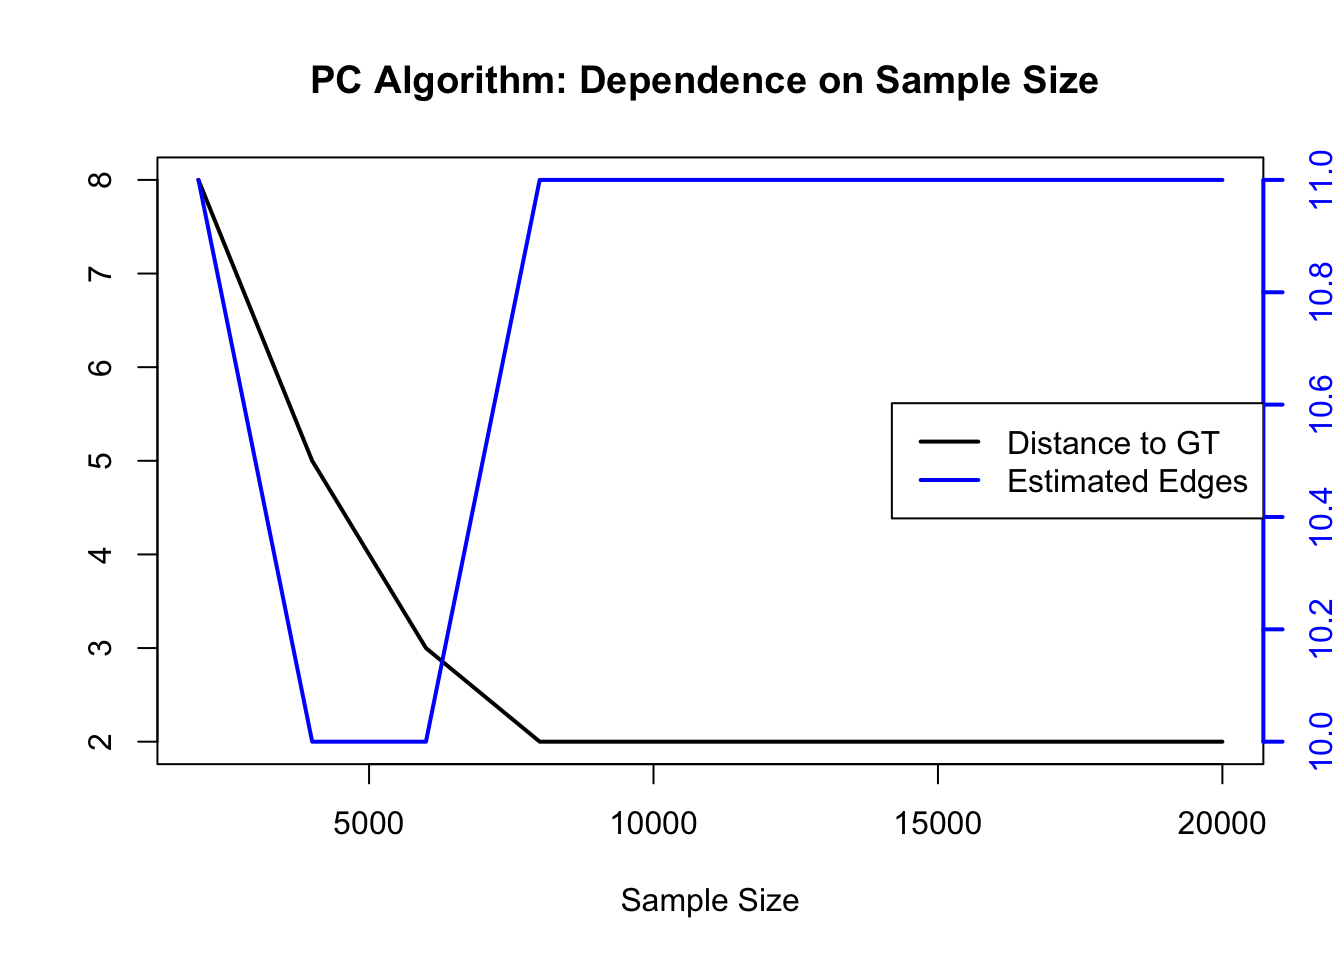 PC Algorithm: Dependence on Sample Size
8
7
6
5
4
3
2
11.0
10.8
10.6
10.4
10.2
10.0
Distance to GT
Estimated Edges
5000 10000 15000 20000
Sample Size